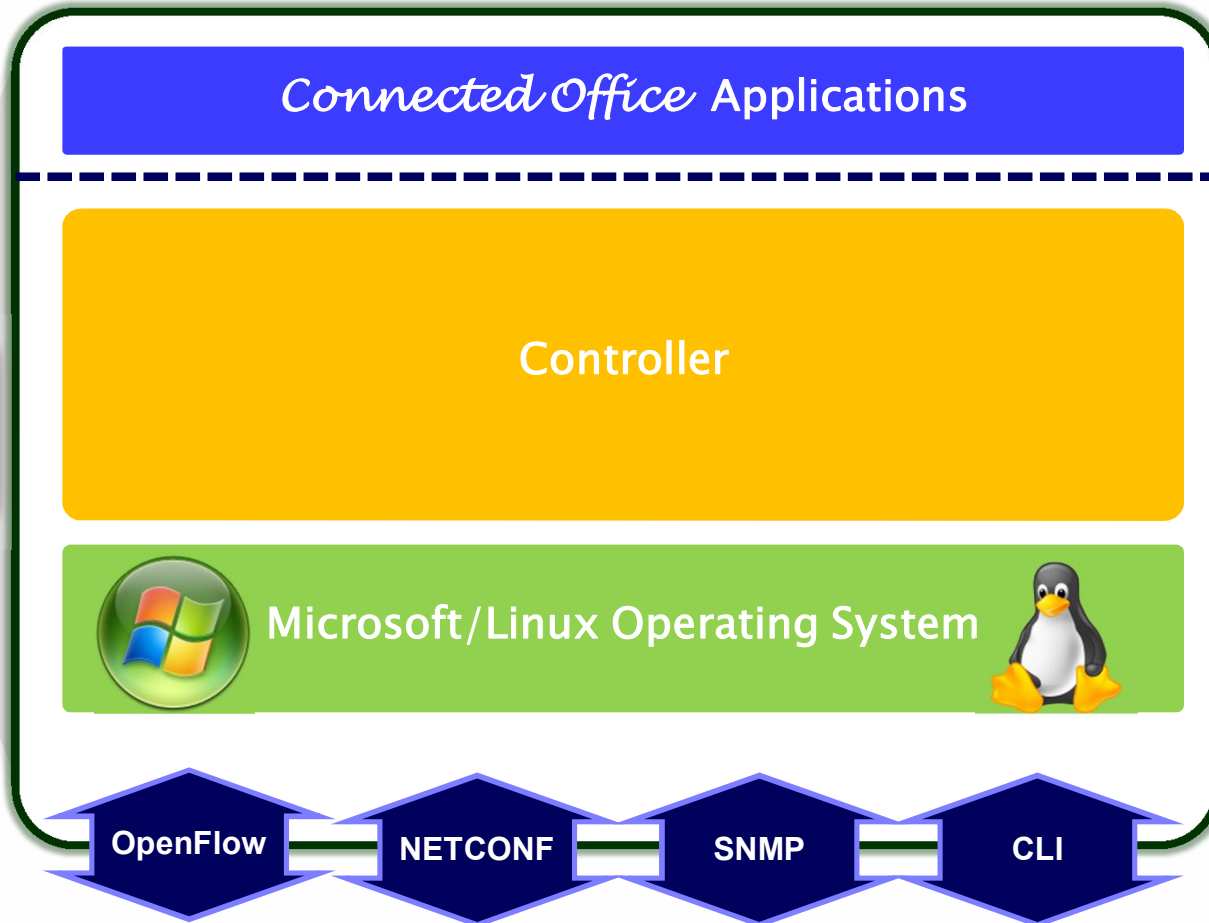 Connected Office Applications
Controller
Microsoft/Linux Operating System
OpenFlow
NETCONF
SNMP
CLI